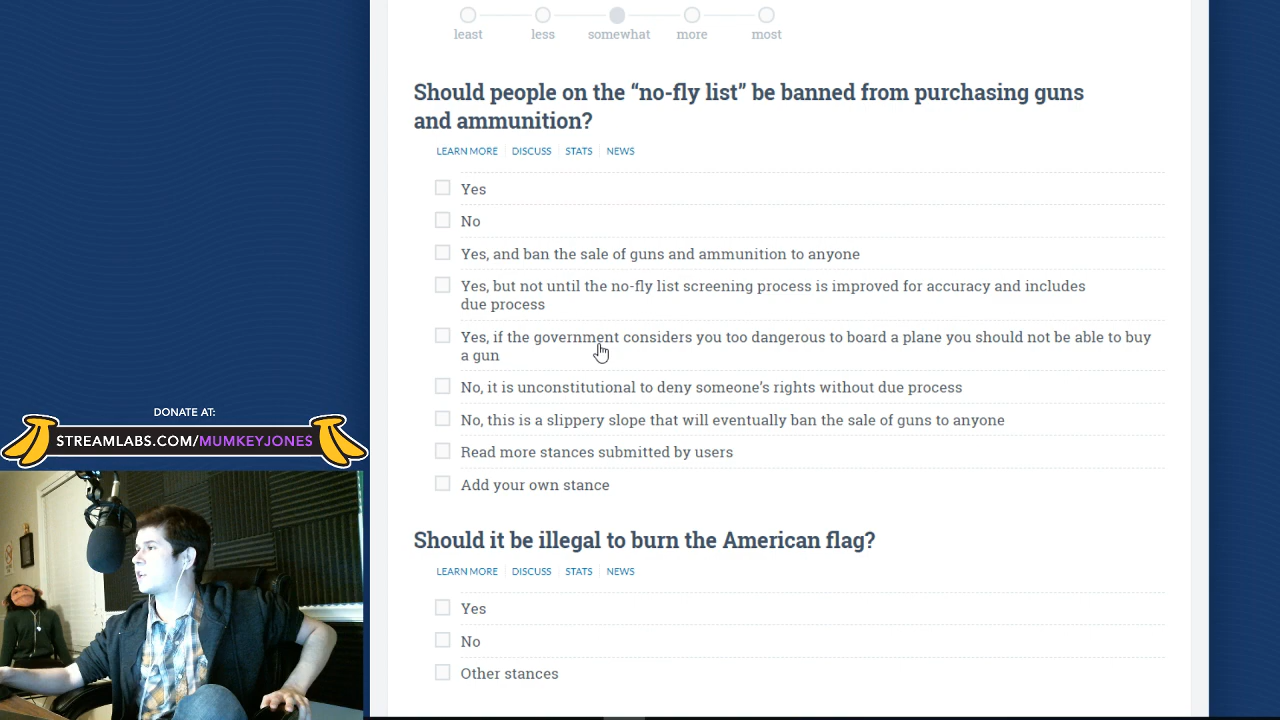 least less somewhat more most
Should people on the “no-fly list” be banned from purchasing guns
and ammunition?
LEARN MORE DISCUSS STATS NEWS
Yes
No
Yes, and ban the sale of guns and ammunition to anyone
Yes, but not until the no-fly list screening process is improved for accuracy and includes
due process
Yes, if the government considers you too dangerous to board a plane you should not be able to buy
a gun
No, it is unconstitutional to deny someone’s rights without due process
No, this is a slippery slope that will eventually ban the sale of guns to anyone
Read more stances submitted by users
Add your own stance
Should it be illegal to burn the American flag?
LEARN MORE DISCUSS STATS NEWS
Yes
No
Other stances
DONATE AT:
STREAMLABS.COM/MUMKEYJONES